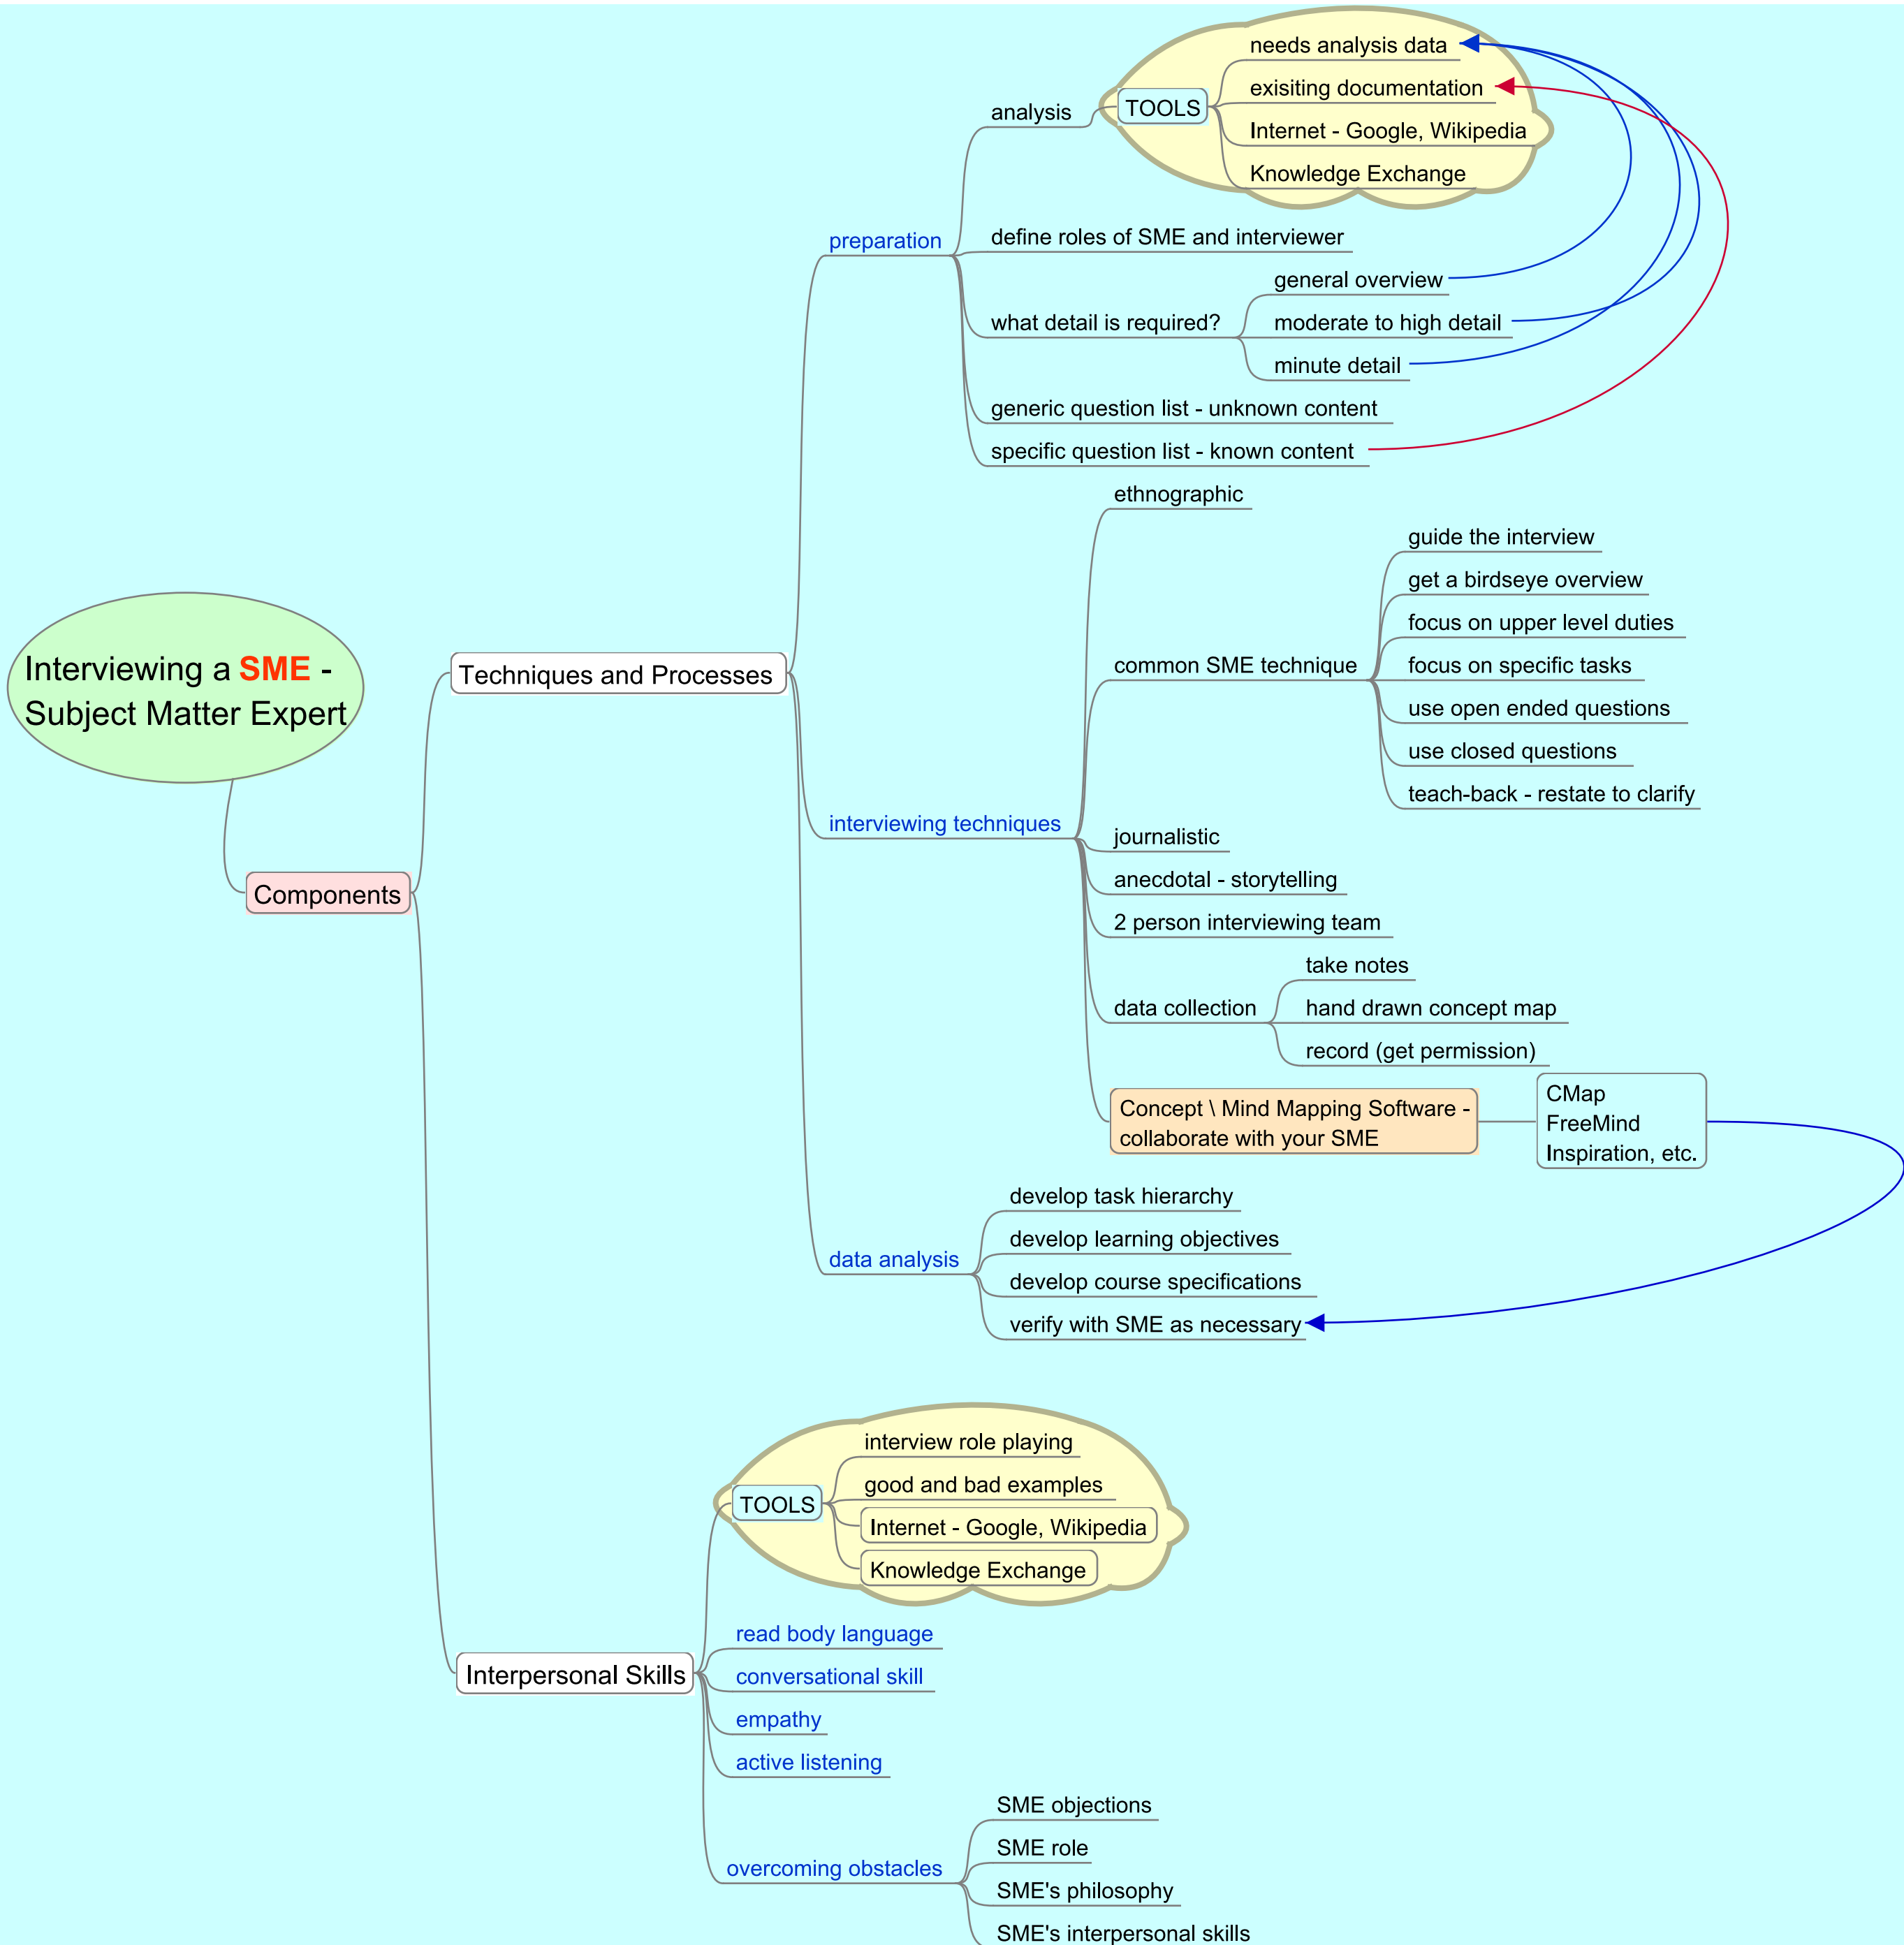 Interviewing a SME -
Subject Matter Expert
Components
Techniques and Processes
preparation
analysis
TOOLS
needs analysis data
exisiting documentation
Internet - Google, Wikipedia
Knowledge Exchange
define roles of SME and interviewer
what detail is required?
general overview
moderate to high detail
minute detail
generic question list - unknown content
specific question list - known content
interviewing techniques
ethnographic
common SME technique
guide the interview
get a birdseye overview
focus on upper level duties
focus on specific tasks
use open ended questions
use closed questions
teach-back - restate to clarify
journalistic
anecdotal - storytelling
2 person interviewing team
data collection
take notes
hand drawn concept map
record (get permission)
Concept \ Mind Mapping Software -
collaborate with your SME
CMap
FreeMind
Inspiration, etc.
data analysis
develop task hierarchy
develop learning objectives
develop course specifications
verify with SME as necessary
Interpersonal Skills
TOOLS
interview role playing
good and bad examples
Internet - Google, Wikipedia
Knowledge Exchange
read body language
conversational skill
empathy
active listening
overcoming obstacles
SME objections
SME role
SME's philosophy
SME's interpersonal skills